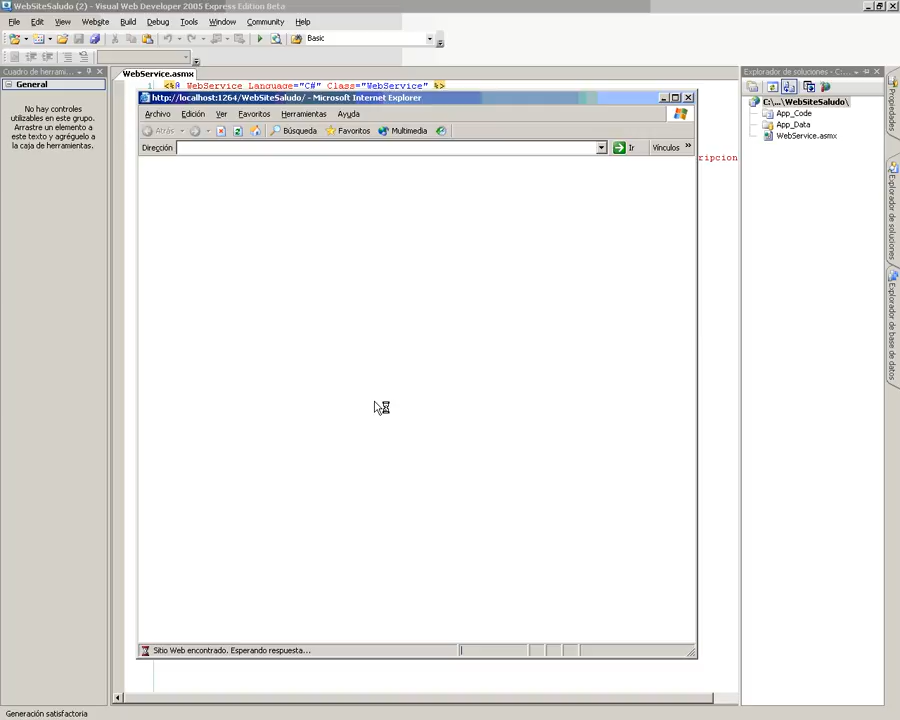 WebSiteSaludo (2) - Visual Web Developer 2005 Express Edition Beta
File Edit View Website Build Debug Tools Window Community Help
Basic
Cuadro de herrami...
General
No hay controles
utilizables en este grupo.
Arrastre un elemento a
este texto y agréguelo a
la caja de herramientas.
WebService.asmx
1 <%@ WebService Language="C#" Class="WebService" %>
ripcion
http://localhost:1264/WebSiteSaludo/ - Microsoft Internet Explorer
Archivo Edición Ver Favoritos Herramientas Ayuda
Atrás Búsqueda Favoritos Multimedia
Dirección Ir Vínculos »
Sitio Web encontrado. Esperando respuesta...
Explorador de soluciones - C:...
C:\...\WebSiteSaludo\
App_Code
App_Data
WebService.asmx
Propiedades
Explorador de soluciones
Explorador de base de datos
Generación satisfactoria